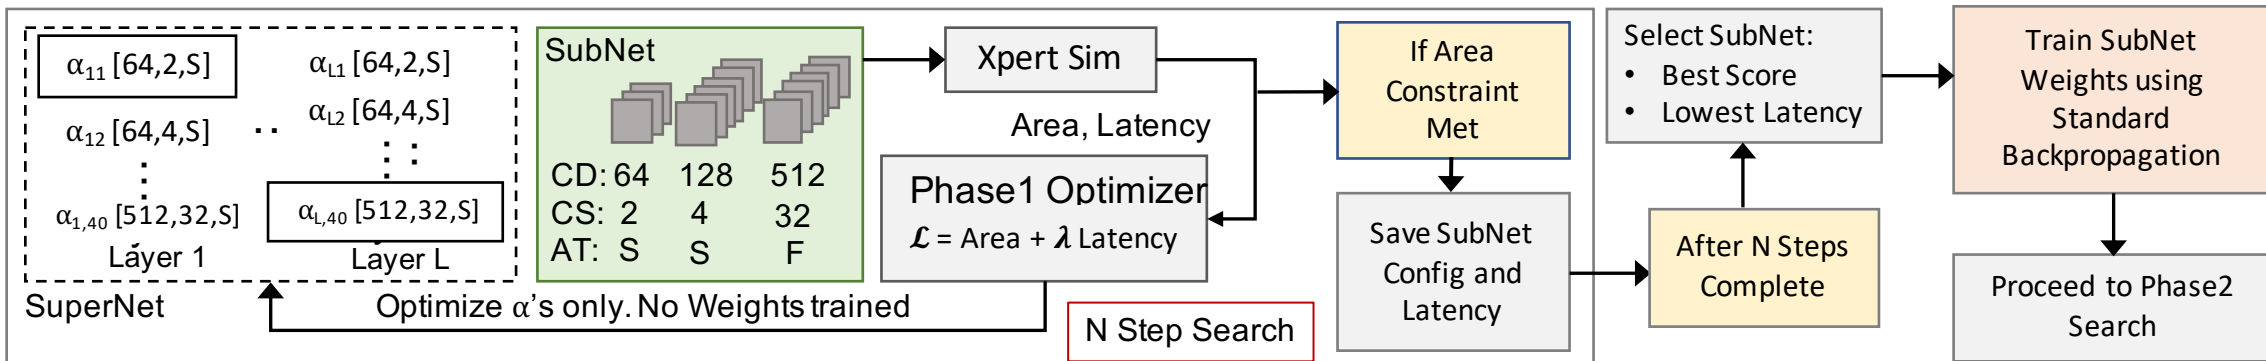 α11 [64,2,S]
α12 [64,4,S]
α1,40 [512,32,S]
Layer 1
αL1 [64,2,S]
αL2 [64,4,S]
αL,40 [512,32,S]
Layer L
SuperNet
SubNet
CD: 64 128 512
CS: 2 4 32
AT: S S F
Xpert Sim
Area, Latency
Phase1 Optimizer
ℒ = Area + λ Latency
Optimize α's only. No Weights trained
N Step Search
If Area
Constraint
Met
Save SubNet
Config and
Latency
After N Steps
Complete
Select SubNet:
• Best Score
• Lowest Latency
Train SubNet
Weights using
Standard
Backpropagation
Proceed to Phase2
Search